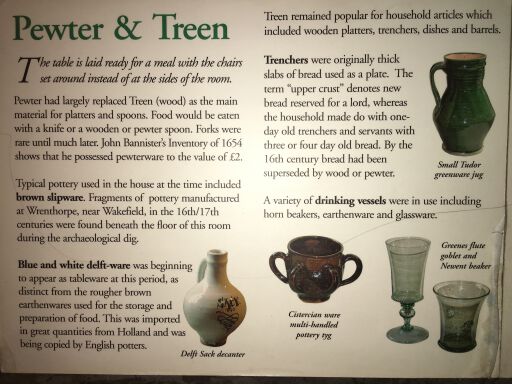 Pewter & Treen
The table is laid ready for a meal with the chairs
set around instead of at the sides of the room.
Pewter had largely replaced Treen (wood) as the main
material for platters and spoons. Food would be eaten
with a knife or a wooden or pewter spoon. Forks were
rare until much later. John Bannister's Inventory of 1654
shows that he possessed pewterware to the value of £2.
Typical pottery used in the house at the time included
brown slipware. Fragments of pottery manufactured
at Wrenthorpe, near Wakefield, in the 16th/17th
centuries were found beneath the floor of this room
during the archaeological dig.
Blue and white delft-ware was beginning
to appear as tableware at this period, as
distinct from the rougher brown
earthenwares used for the storage and
preparation of food. This was imported
in great quantities from Holland and was
being copied by English potters.
Delft Sack decanter
Treen remained popular for household articles which
included wooden platters, trenchers, dishes and barrels.
Trenchers were originally thick
slabs of bread used as a plate. The
term "upper crust" denotes new
bread reserved for a lord, whereas
the household made do with one-
day old trenchers and servants with
three or four day old bread. By the
16th century bread had been
superseded by wood or pewter.
Small Tudor
greenware jug
A variety of drinking vessels were in use including
horn beakers, earthenware and glassware.
Cistercian ware
multi-handled
pottery tyg
Greenes flute
goblet and
Newent beaker